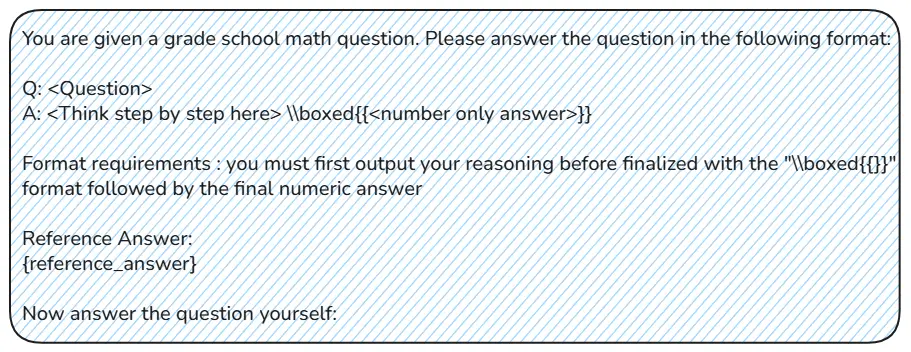 You are given a grade school math question. Please answer the question in the following format:
Q: <Question>
A: <Think step by step here> \\boxed{{<number only answer>}}
Format requirements : you must first output your reasoning before finalized with the "\\boxed{{}}"
format followed by the final numeric answer
Reference Answer:
{reference_answer}
Now answer the question yourself: